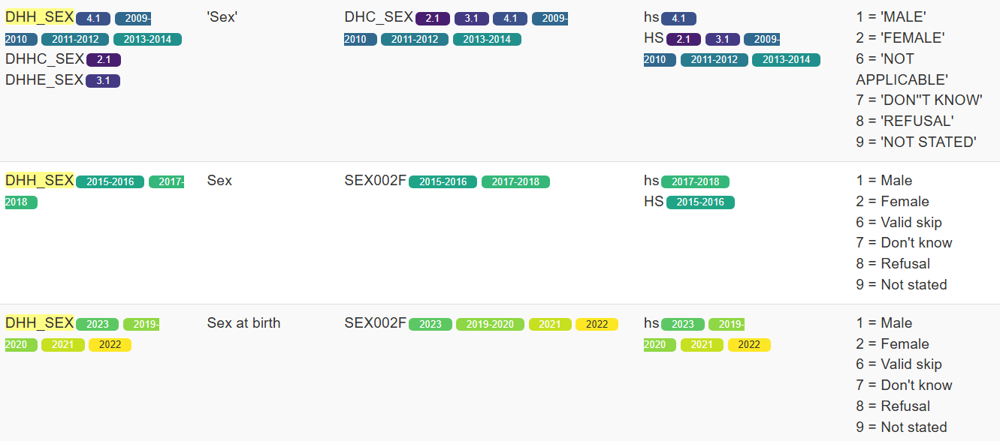 DHH_SEX 4.1 2009- 'Sex' DHC_SEX 2.1 3.1 4.1 2009- hs 4.1 1 = 'MALE'
2010 2011-2012 2013-2014 2010 2011-2012 2013-2014 HS 2.1 3.1 2009- 2 = 'FEMALE'
DHHC_SEX 2.1 2010 2011-2012 2013-2014 6 = 'NOT
DHHE_SEX 3.1 APPLICABLE'
7 = 'DON''T KNOW'
8 = 'REFUSAL'
9 = 'NOT STATED'
DHH_SEX 2015-2016 2017- Sex SEX002F 2015-2016 2017-2018 hs 2017-2018 1 = Male
2018 HS 2015-2016 2 = Female
6 = Valid skip
7 = Don't know
8 = Refusal
9 = Not stated
DHH_SEX 2023 2019- Sex at birth SEX002F 2023 2019-2020 2021 2022 hs 2023 2019- 1 = Male
2020 2021 2022 2020 2021 2022 2 = Female
6 = Valid skip
7 = Don't know
8 = Refusal
9 = Not stated